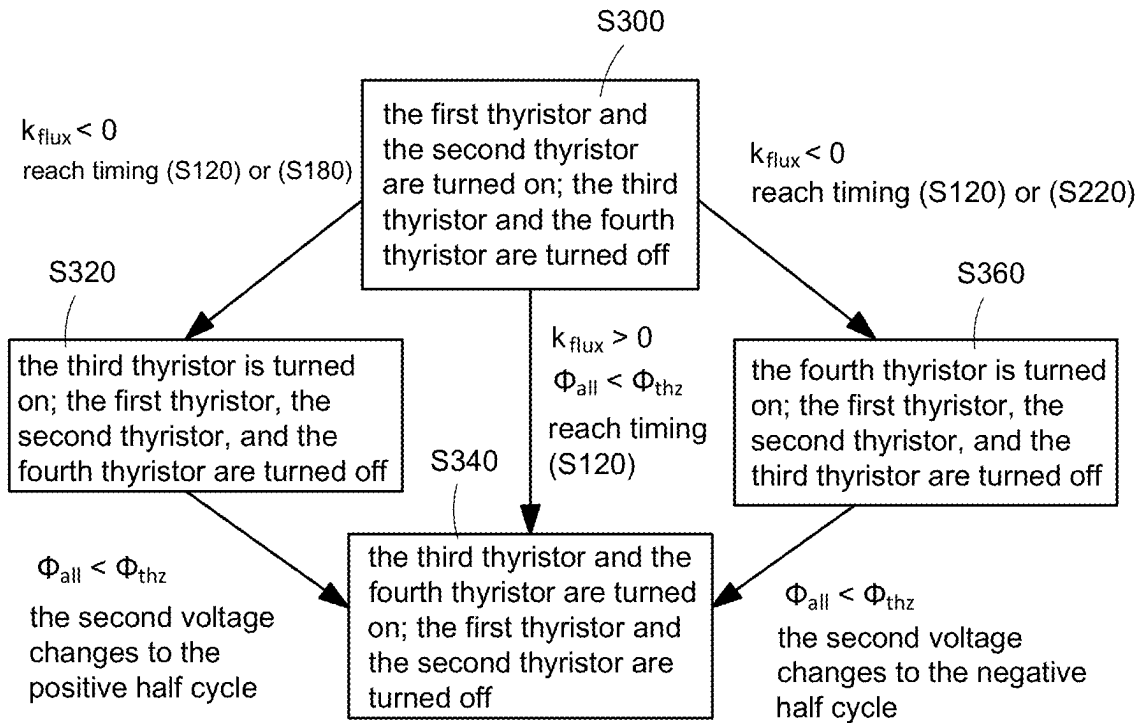 S300
the first thyristor and
the second thyristor
are turned on; the third
thyristor and the fourth
thyristor are turned off
k_flux < 0
reach timing (S120) or (S180)
k_flux < 0
reach timing (S120) or (S220)
S320
the third thyristor is turned
on; the first thyristor, the
second thyristor, and the
fourth thyristor are turned off
k_flux > 0
Φ_all < Φ_thz
reach timing
(S120)
S360
the fourth thyristor is turned
on; the first thyristor, the
second thyristor, and the
third thyristor are turned off
S340
the third thyristor and the
fourth thyristor are turned
on; the first thyristor and
the second thyristor are
turned off
Φ_all < Φ_thz
the second voltage
changes to the
positive half cycle
Φ_all < Φ_thz
the second voltage
changes to the negative
half cycle